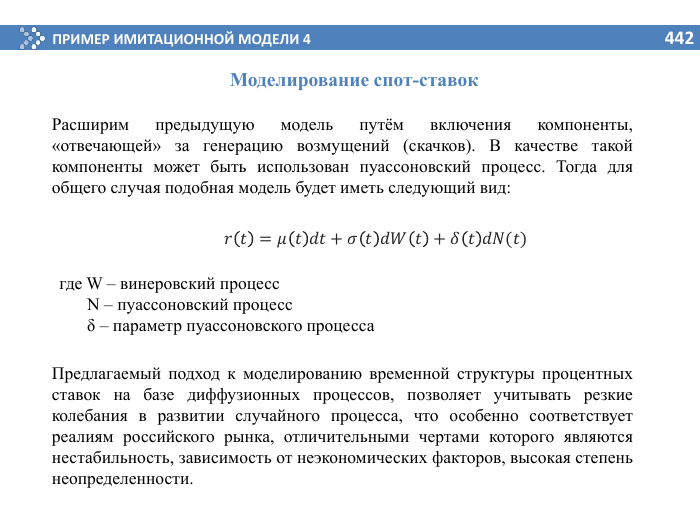 ПРИМЕР ИМИТАЦИОННОЙ МОДЕЛИ 4
442
Моделирование спот-ставок
Расширим предыдущую модель путём включения компоненты,
«отвечающей» за генерацию возмущений (скачков). В качестве такой
компоненты может быть использован пуассоновский процесс. Тогда для
общего случая подобная модель будет иметь следующий вид:
𝑟(𝑡) = 𝜇(𝑡)𝑑𝑡 + 𝜎(𝑡)𝑑𝑊(𝑡) + 𝛿(𝑡)𝑑𝑁(𝑡)
где W – винеровский процесс
N – пуассоновский процесс
δ – параметр пуассоновского процесса
Предлагаемый подход к моделированию временной структуры процентных
ставок на базе диффузионных процессов, позволяет учитывать резкие
колебания в развитии случайного процесса, что особенно соответствует
реалиям российского рынка, отличительными чертами которого являются
нестабильность, зависимость от неэкономических факторов, высокая степень
неопределенности.